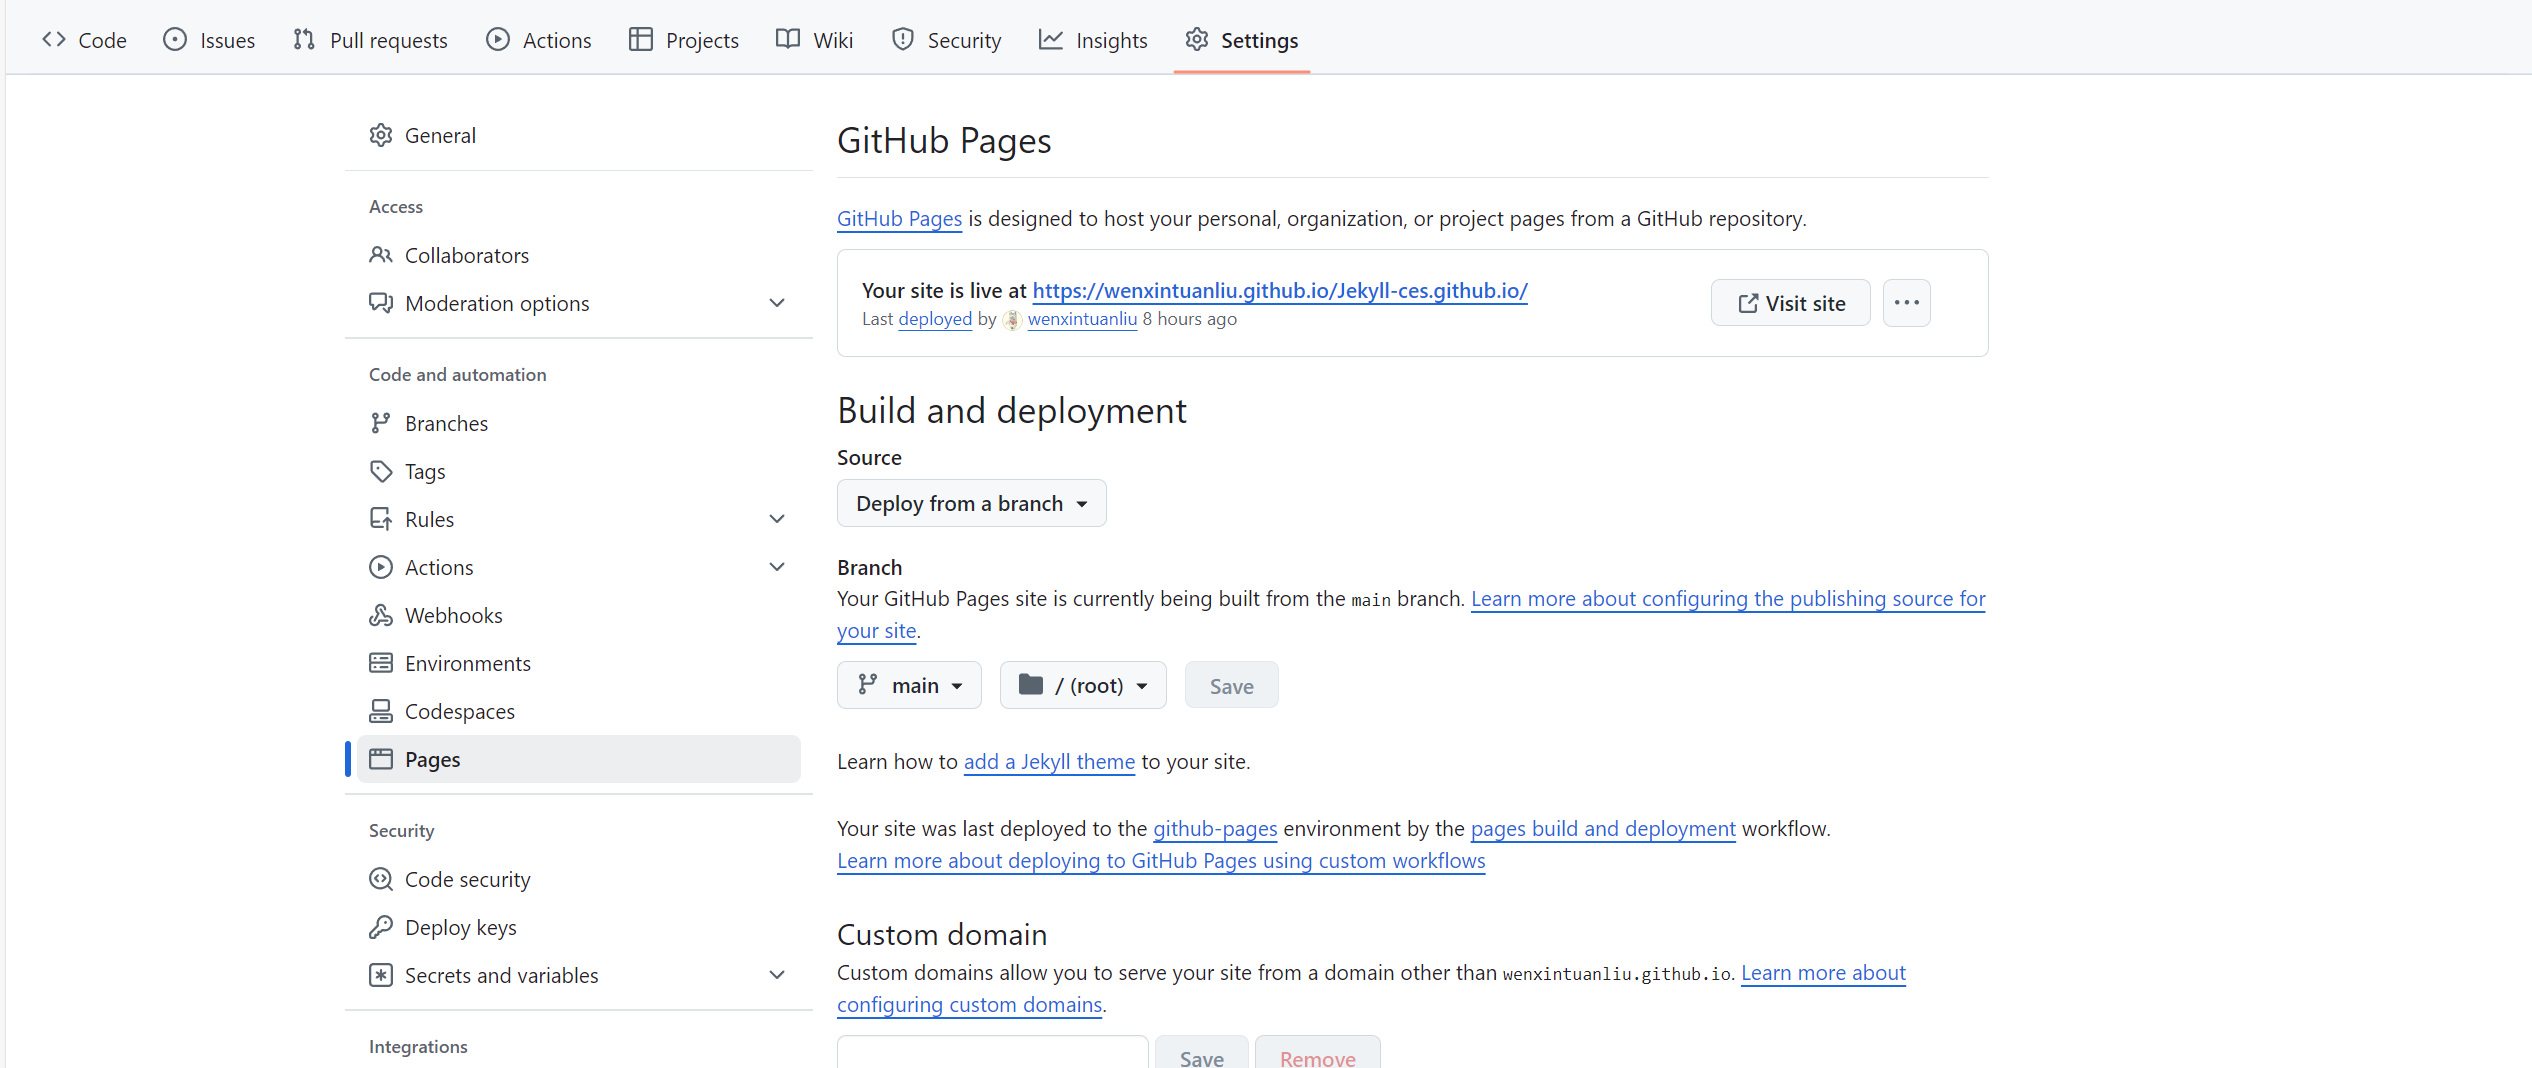 Code Issues Pull requests Actions Projects Wiki Security Insights Settings
General
Access
Collaborators
Moderation options
Code and automation
Branches
Tags
Rules
Actions
Webhooks
Environments
Codespaces
Pages
Security
Code security
Deploy keys
Secrets and variables
Integrations
GitHub Pages
GitHub Pages is designed to host your personal, organization, or project pages from a GitHub repository.
Your site is live at https://wenxintuanliu.github.io/Jekyll-ces.github.io/
Last deployed by wenxintuanliu 8 hours ago
Visit site
Build and deployment
Source
Deploy from a branch
Branch
Your GitHub Pages site is currently being built from the main branch. Learn more about configuring the publishing source for
your site.
main / (root) Save
Learn how to add a Jekyll theme to your site.
Your site was last deployed to the github-pages environment by the pages build and deployment workflow.
Learn more about deploying to GitHub Pages using custom workflows
Custom domain
Custom domains allow you to serve your site from a domain other than wenxintuanliu.github.io. Learn more about
configuring custom domains.
Save Remove